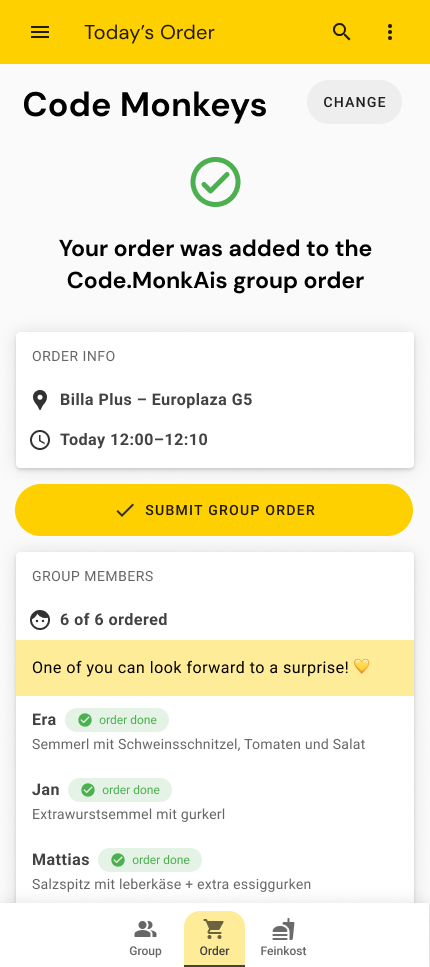 Today’s Order
Code Monkeys
CHANGE
Your order was added to the
Code.MonkAis group order
ORDER INFO
Billa Plus – Europlaza G5
Today 12:00–12:10
SUBMIT GROUP ORDER
GROUP MEMBERS
6 of 6 ordered
One of you can look forward to a surprise! 💛
Era order done
Semmerl mit Schweinsschnitzel, Tomaten und Salat
Jan order done
Extrawurstsemmel mit gurkerl
Mattias order done
Salzspitz mit leberkäse + extra essiggurken
Group Order Feinkost